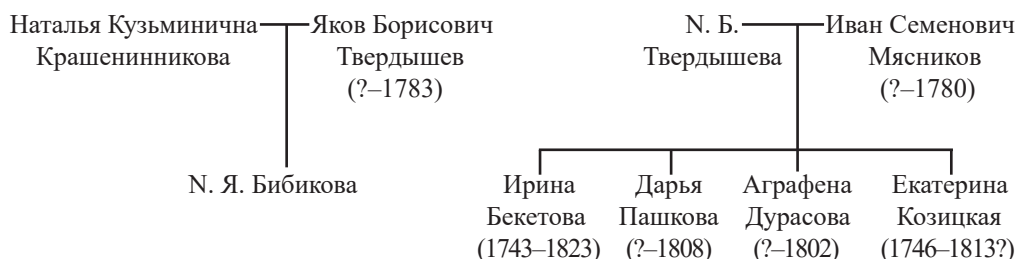 Наталья Кузьминична
Крашенинникова
Яков Борисович
Твердышев
(?–1783)
N. Б.
Твердышева
Иван Семенович
Мясников
(?–1780)
N. Я. Бибикова
Ирина
Бекетова
(1743–1823)
Дарья
Пашкова
(?–1808)
Аграфена
Дурасова
(?–1802)
Екатерина
Козицкая
(1746–1813?)